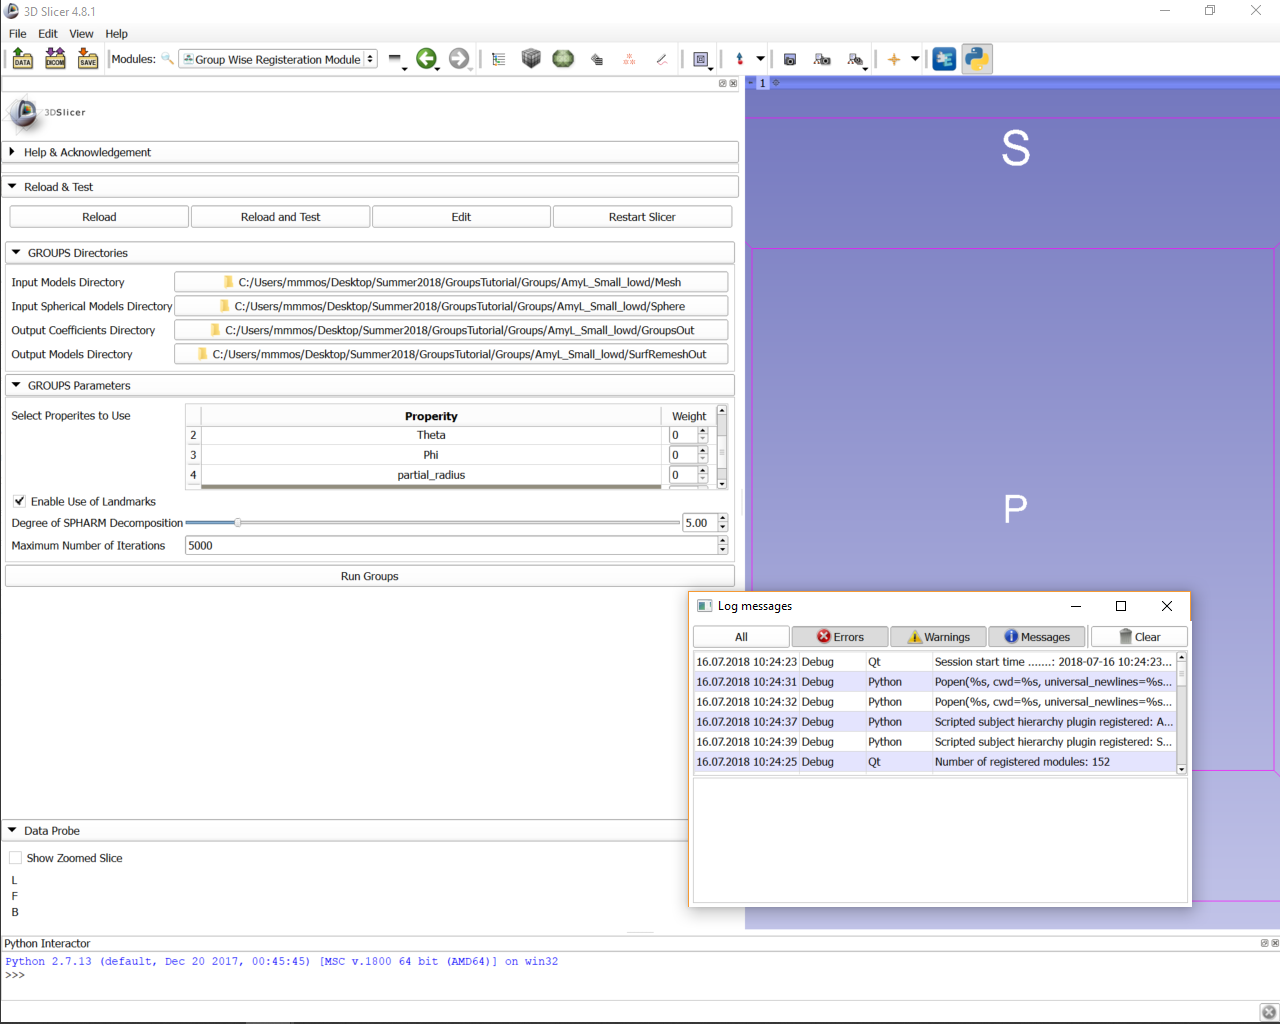 3D Slicer 4.8.1
File Edit View Help
DATA DCM SAVE Modules: Group Wise Registeration Module
1
3DSlicer
Help & Acknowledgement
Reload & Test
Reload Reload and Test Edit Restart Slicer
GROUPS Directories
Input Models Directory C:/Users/mmmos/Desktop/Summer2018/GroupsTutorial/Groups/AmyL_Small_lowd/Mesh
Input Spherical Models Directory C:/Users/mmmos/Desktop/Summer2018/GroupsTutorial/Groups/AmyL_Small_lowd/Sphere
Output Coefficients Directory C:/Users/mmmos/Desktop/Summer2018/GroupsTutorial/Groups/AmyL_Small_lowd/GroupsOut
Output Models Directory C:/Users/mmmos/Desktop/Summer2018/GroupsTutorial/Groups/AmyL_Small_lowd/SurfRemeshOut
GROUPS Parameters
Select Properites to Use
Properity Weight
2 Theta 0
3 Phi 0
4 partial_radius 0
Enable Use of Landmarks
Degree of SPHARM Decomposition 5.00
Maximum Number of Iterations 5000
Run Groups
S
P
Log messages
All Errors Warnings Messages Clear
16.07.2018 10:24:23 Debug Qt Session start time .......: 2018-07-16 10:24:23...
16.07.2018 10:24:31 Debug Python Popen(%s, cwd=%s, universal_newlines=%s...
16.07.2018 10:24:32 Debug Python Popen(%s, cwd=%s, universal_newlines=%s...
16.07.2018 10:24:37 Debug Python Scripted subject hierarchy plugin registered: A...
16.07.2018 10:24:39 Debug Python Scripted subject hierarchy plugin registered: S...
16.07.2018 10:24:25 Debug Qt Number of registered modules: 152
Data Probe
Show Zoomed Slice
L
F
B
Python Interactor
Python 2.7.13 (default, Dec 20 2017, 00:45:45) [MSC v.1800 64 bit (AMD64)] on win32
>>>